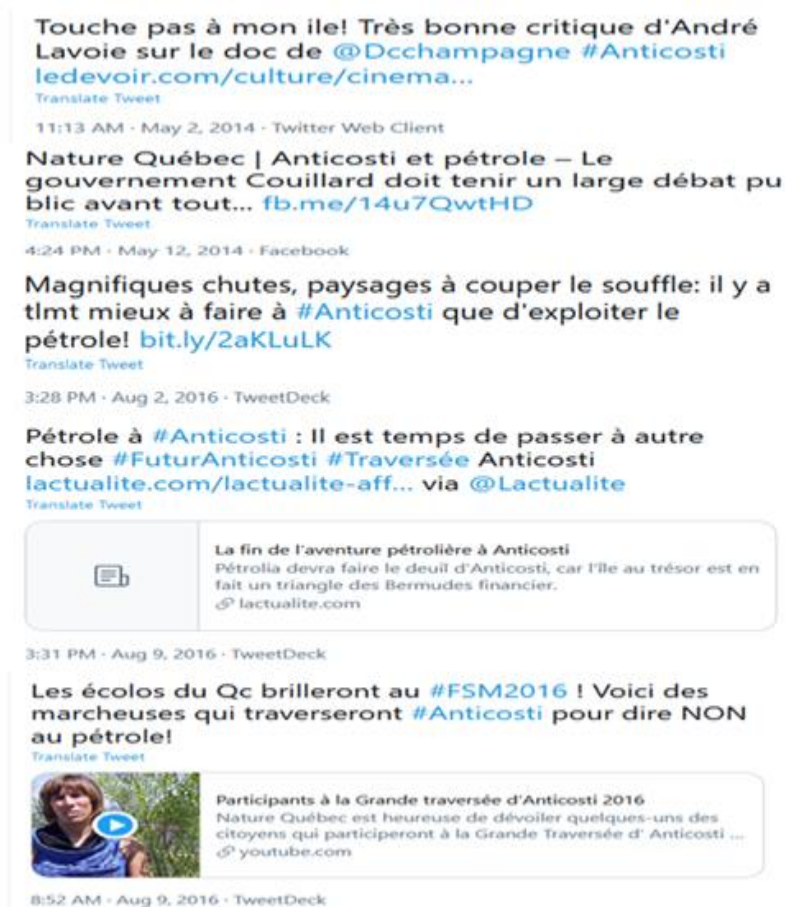 Touche pas à mon ile! Très bonne critique d'André
Lavoie sur le doc de @Dcchampagne #Anticosti
ledevoir.com/culture/cinema...
Translate Tweet
11:13 AM · May 2, 2014 · Twitter Web Client
Nature Québec | Anticosti et pétrole – Le
gouvernement Couillard doit tenir un large débat pu
blic avant tout... fb.me/14u7QwtHD
Translate Tweet
4:24 PM · May 12, 2014 · Facebook
Magnifiques chutes, paysages à couper le souffle: il y a
tlmt mieux à faire à #Anticosti que d'exploiter le
pétrole! bit.ly/2aKLuLK
Translate Tweet
3:28 PM · Aug 2, 2016 · TweetDeck
Pétrole à #Anticosti : Il est temps de passer à autre
chose #FuturAnticosti #Traversée Anticosti
lactualite.com/lactualite-aff... via @Lactualite
Translate Tweet
La fin de l'aventure pétrolière à Anticosti
Pétrolia devra faire le deuil d'Anticosti, car l'île au trésor est en
fait un triangle des Bermudes financier.
lactualite.com
3:31 PM · Aug 9, 2016 · TweetDeck
Les écolos du Qc brilleront au #FSM2016 ! Voici des
marcheuses qui traverseront #Anticosti pour dire NON
au pétrole!
Translate Tweet
Participants à la Grande traversée d'Anticosti 2016
Nature Québec est heureuse de dévoiler quelques-uns des
citoyens qui participeront à la Grande Traversée d' Anticosti ...
youtube.com
8:52 AM · Aug 9, 2016 · TweetDeck